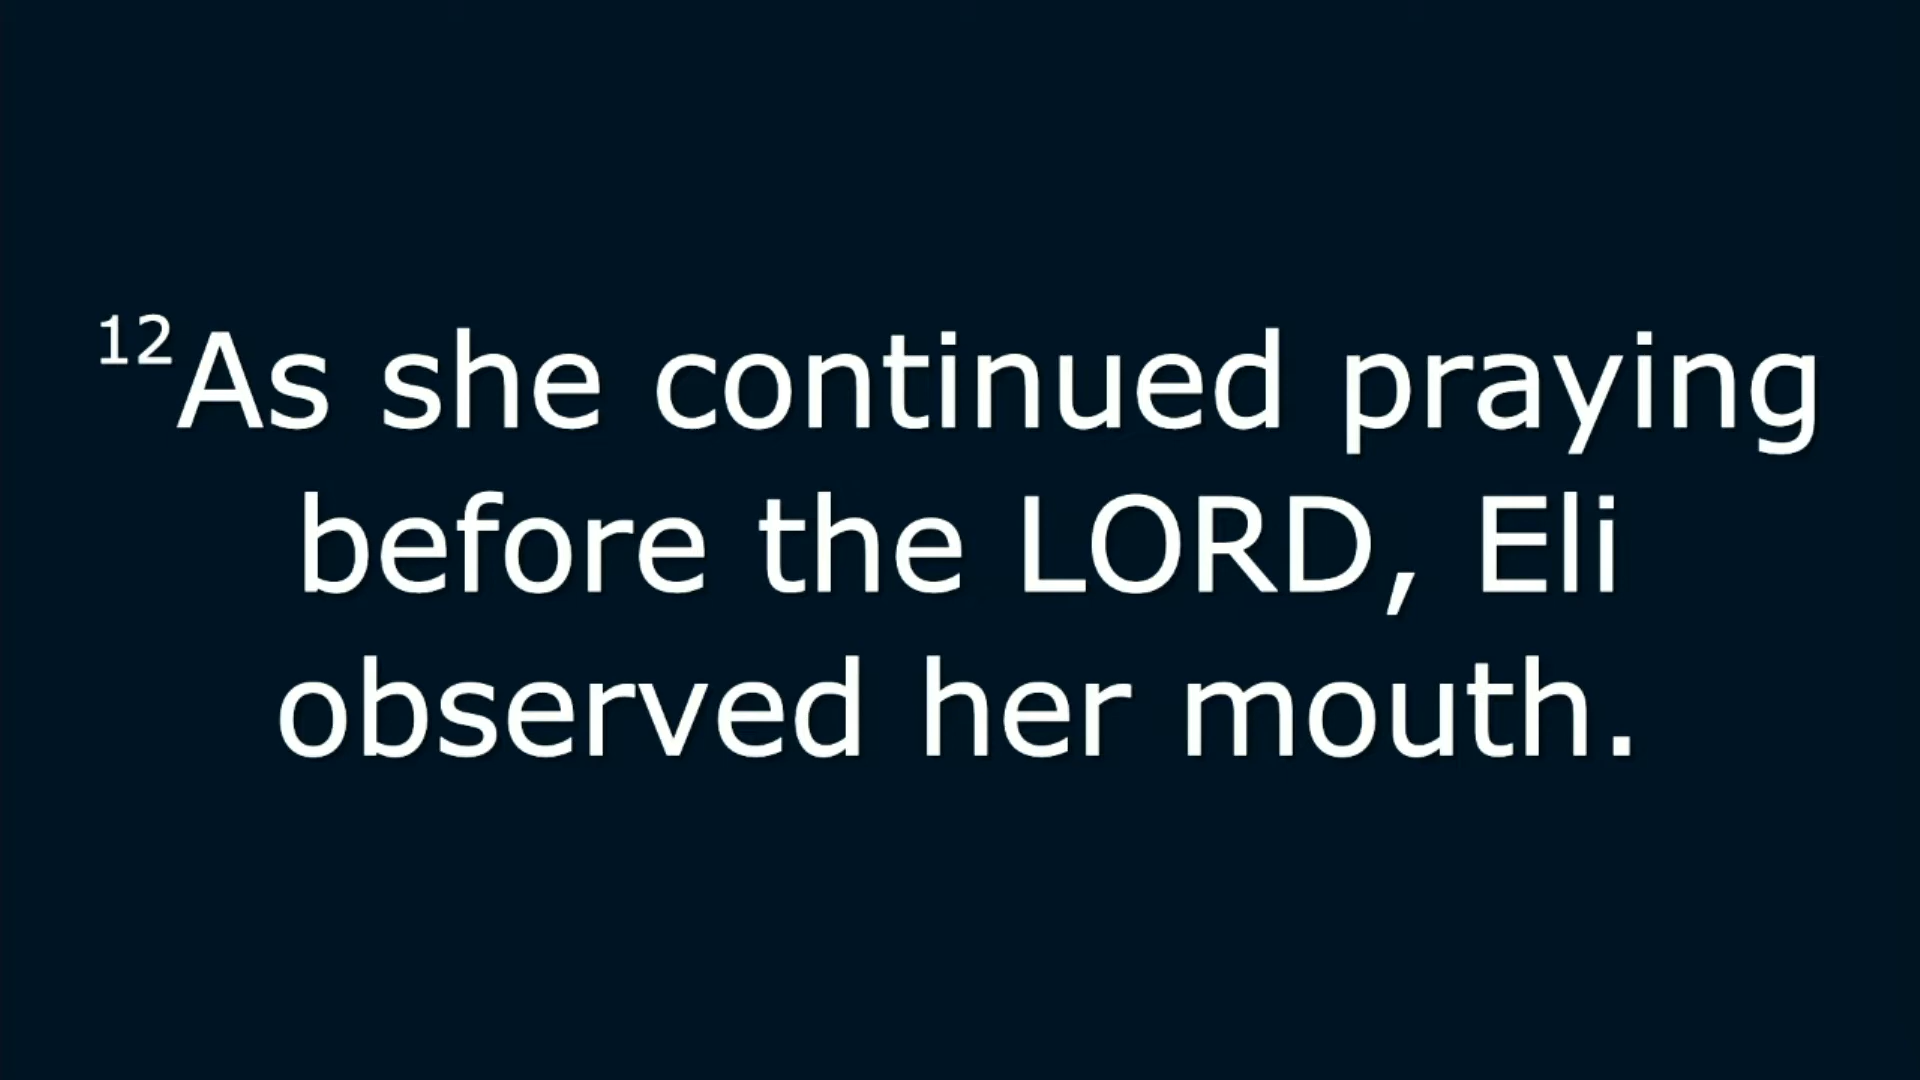 12As she continued praying
before the LORD, Eli
observed her mouth.